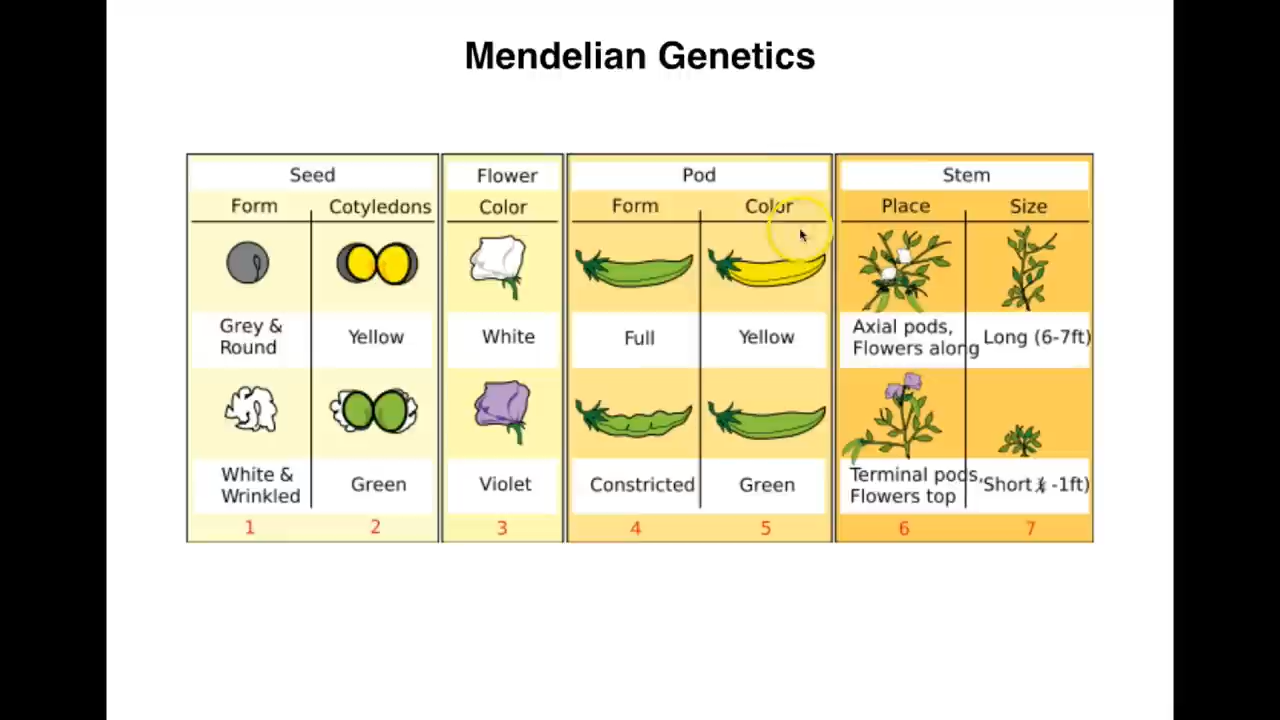 Mendelian Genetics
Seed
Flower
Pod
Stem
Form
Cotyledons
Color
Form
Color
Place
Size
Grey &
Round
Yellow
White
Full
Yellow
Axial pods,
Flowers along
Long (6-7ft)
White &
Wrinkled
Green
Violet
Constricted
Green
Terminal pods,
Flowers top
Short -1ft)
1
2
3
4
5
6
7